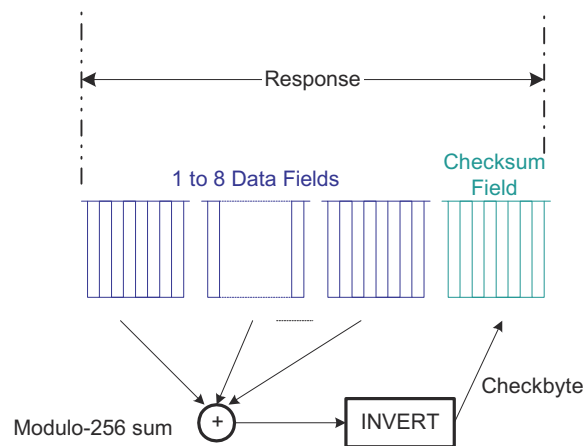 Response
1 to 8 Data Fields
Checksum
Field
Checkbyte
Modulo-256 sum
+
INVERT